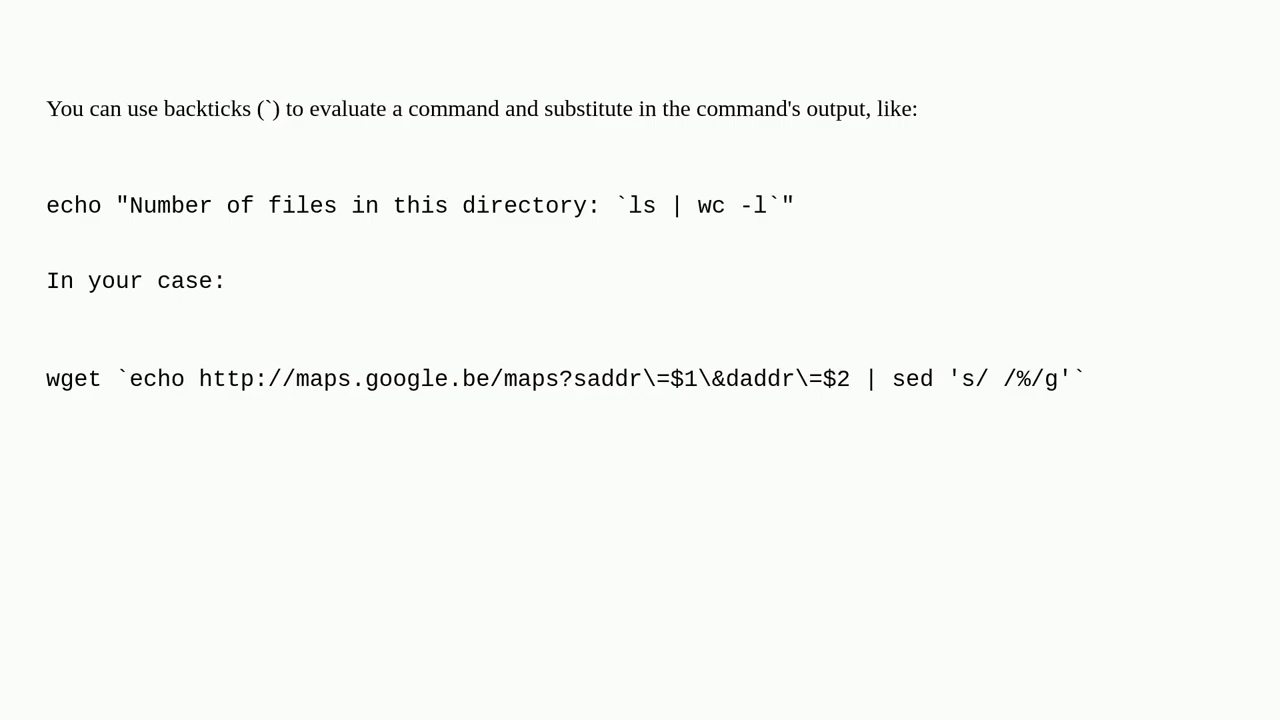 You can use backticks (`) to evaluate a command and substitute in the command's output, like:
echo "Number of files in this directory: `ls | wc -l`"
In your case:
wget `echo http://maps.google.be/maps?saddr\=$1\&daddr\=$2 | sed 's/ /%/g'`